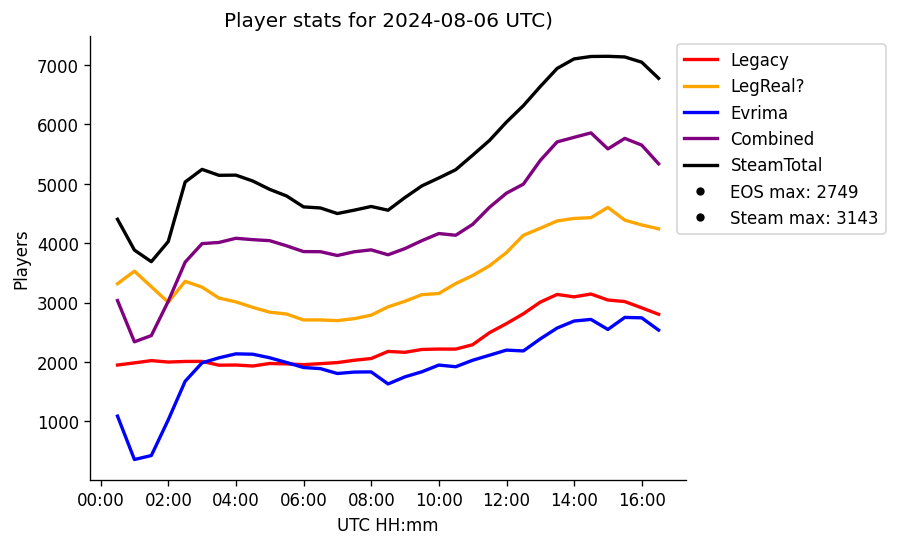 Player stats for 2024-08-06 UTC)
Players
7000
6000
5000
4000
3000
2000
1000
00:00 02:00 04:00 06:00 08:00 10:00 12:00 14:00 16:00
UTC HH:mm
Legacy
LegReal?
Evrima
Combined
SteamTotal
EOS max: 2749
Steam max: 3143